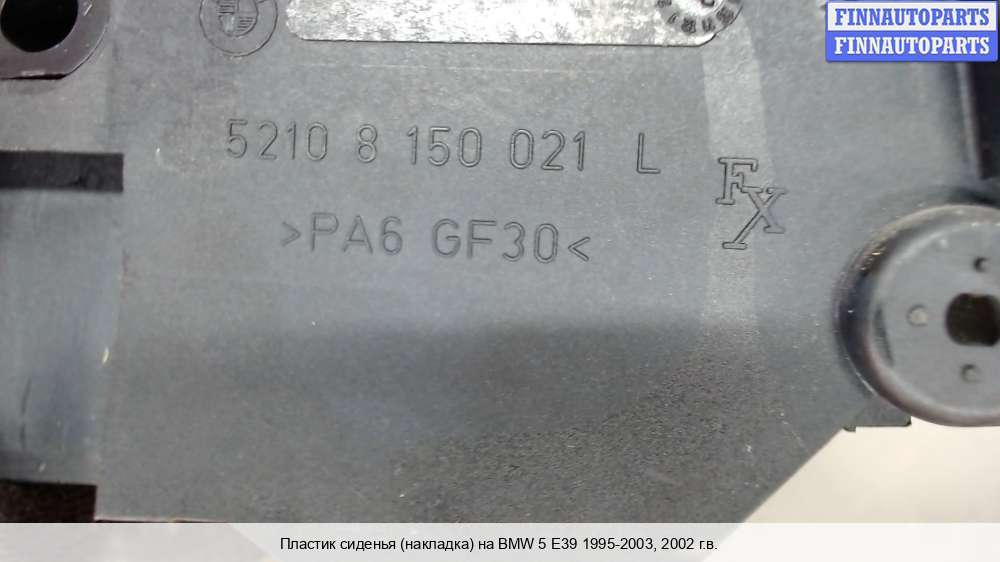 FINNAUTOPARTS
FINNAUTOPARTS
5210 8 150 021 L
FX
>PA6 GF30<
Пластик сиденья (накладка) на BMW 5 E39 1995-2003, 2002 г.в.